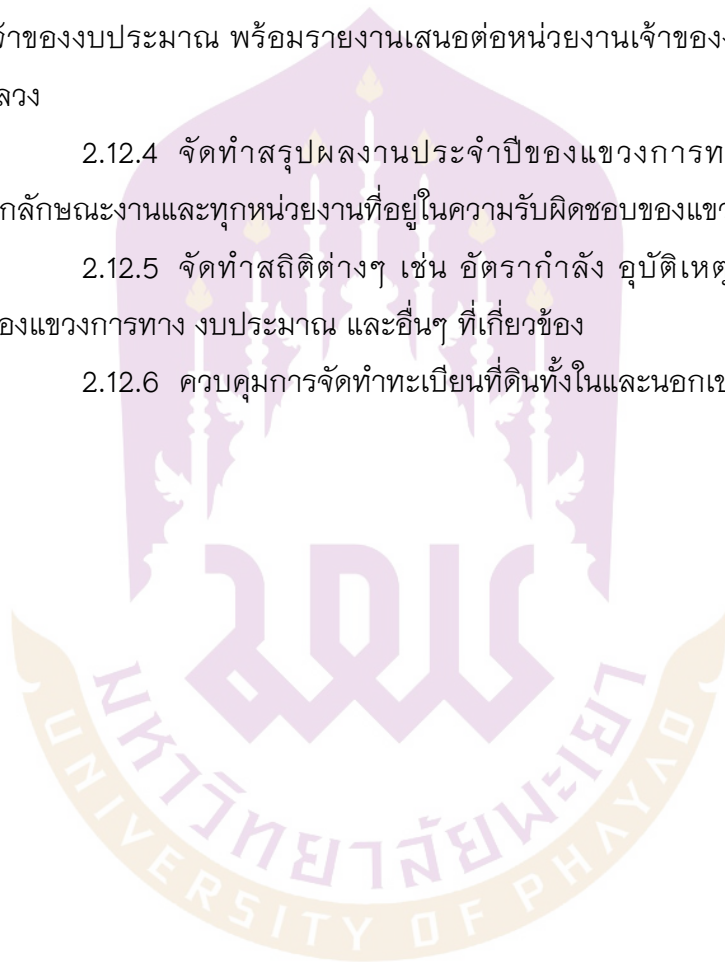 จ้าของงบประมาณ พร้อมรายงานเสนอต่อหน่วยงานเจ้าของง
ลวง
2.12.4 จัดทำสรุปผลงานประจำปีของแขวงการทา
กลักษณะงานและทุกหน่วยงานที่อยู่ในความรับผิดชอบของแขว
2.12.5 จัดทำสถิติต่างๆ เช่น อัตรากำลัง อุบัติเหตุ
องแขวงการทาง งบประมาณ และอื่นๆ ที่เกี่ยวข้อง
2.12.6 ควบคุมการจัดทำทะเบียนที่ดินทั้งในและนอกเข
มพ
มหาวิทยาลัยพะเยา
UNIVERSITY OF PHAYAO